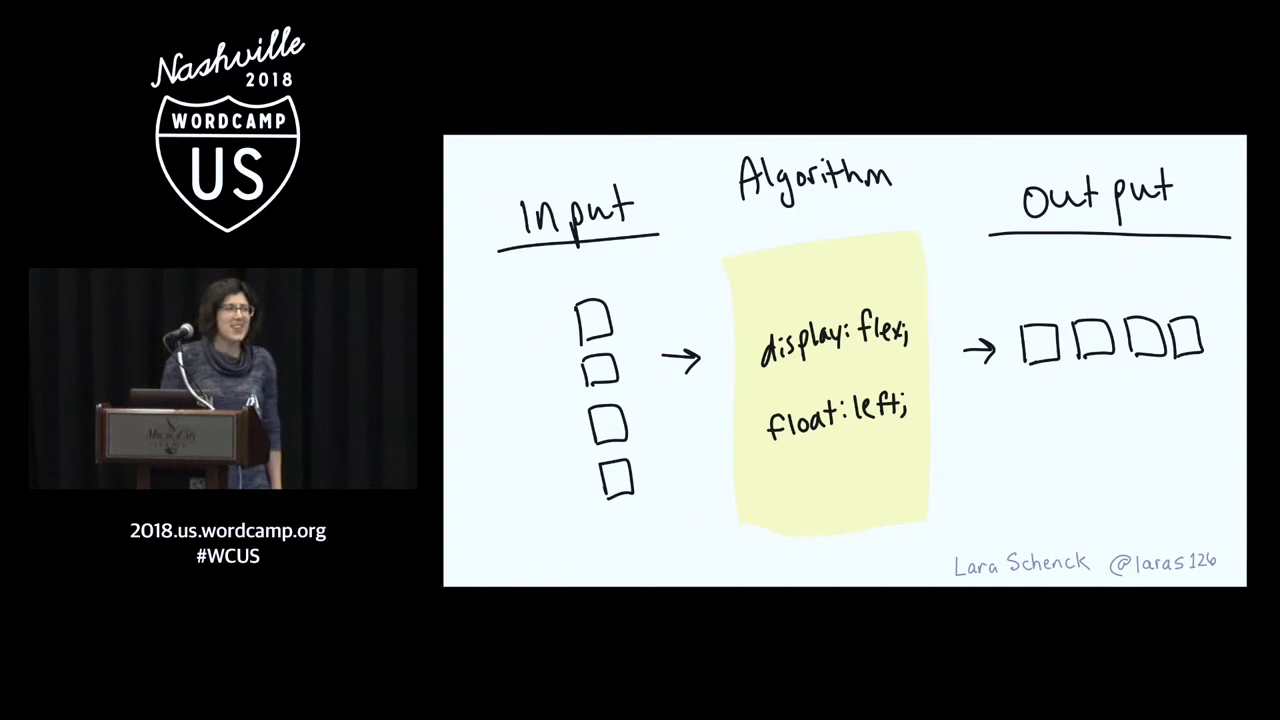 Nashville
2018
WORDCAMP
US
2018.us.wordcamp.org
#WCUS
Input
Algorithm
Output
display: flex;
float: left;
Lara Schenck @laras126